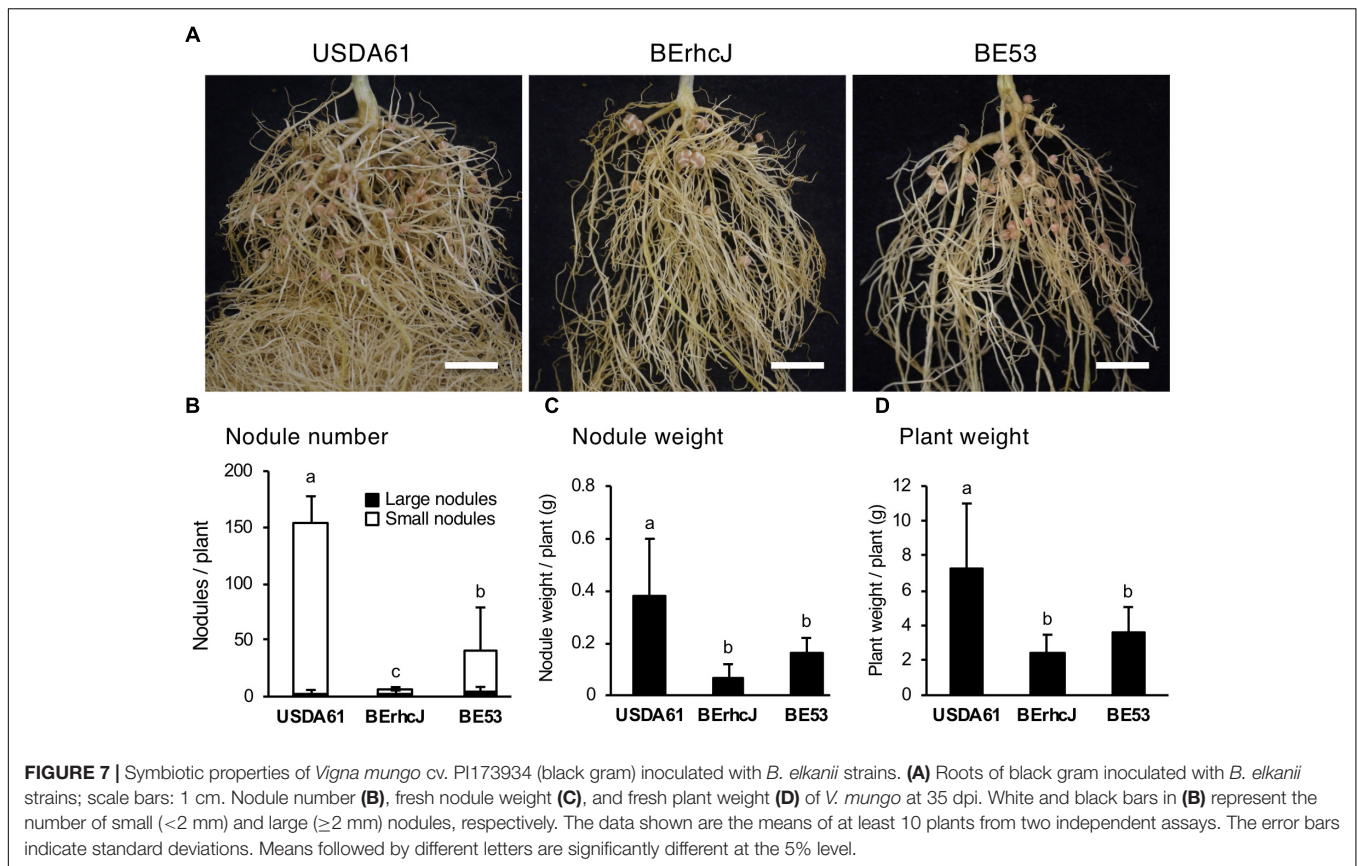 A
USDA61
BErhcJ
BE53
B
Nodule number
Nodules / plant
200
150
100
50
0
a
c
b
Large nodules
Small nodules
USDA61
BErhcJ
BE53
C
Nodule weight
Nodule weight / plant (g)
0.8
0.6
0.4
0.2
0
a
b
b
USDA61
BErhcJ
BE53
D
Plant weight
Plant weight / plant (g)
12
10
8
6
4
2
0
a
b
b
USDA61
BErhcJ
BE53
FIGURE 7 | Symbiotic properties of Vigna mungo cv. PI173934 (black gram) inoculated with B. elkanii strains. (A) Roots of black gram inoculated with B. elkanii
strains; scale bars: 1 cm. Nodule number (B), fresh nodule weight (C), and fresh plant weight (D) of V. mungo at 35 dpi. White and black bars in (B) represent the
number of small (<2 mm) and large (≥2 mm) nodules, respectively. The data shown are the means of at least 10 plants from two independent assays. The error bars
indicate standard deviations. Means followed by different letters are significantly different at the 5% level.